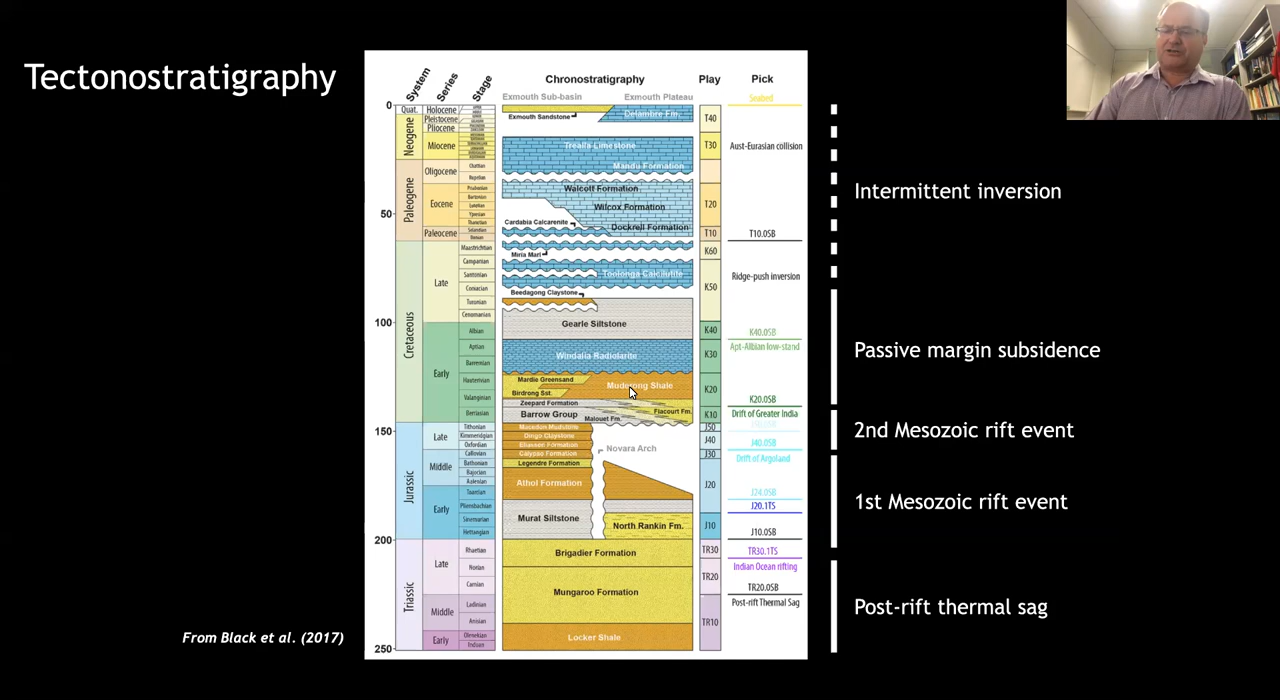 Tectonostratigraphy
System
Series
Stage
Chronostratigraphy
Play
Pick
Exmouth Sub-basin
Exmouth Plateau
0
Quat.
Holocene
Seabed
Exmouth Sandstone
Delambre Fm.
T40
Pleistocene
Pliocene
Neogene
Miocene
Trealla Limestone
T30
Aust-Eurasian collision
Mandu Formation
Oligocene
Chattian
Rupelian
Paleogene
Eocene
Priabonian
Bartonian
Lutetian
Ypresian
Walcott Formation
Wilcox Formation
T20
50
Thanetian
Cardabia Calcarenite
Dockrell Formation
Paleocene
Selandian
Danian
T10
T10.0SB
Cretaceous
Late
Maastrichtian
Miria Marl
K60
Campanian
Santonian
Toolonga Calcilutite
Ridge-push inversion
Coniacian
Beedagong Claystone
K50
Turonian
Cenomanian
100
Gearle Siltstone
Early
Albian
K40
K40.0SB
Aptian
Windalia Radiolarite
K30
Apt-Albian low-stand
Barremian
Hauterivian
Mardie Greensand
Muderong Shale
K20
Valanginian
Birdrong Sst.
K20.0SB
Zeepard Formation
Berriasian
Barrow Group
Malouet Fm.
Flacourt Fm.
K10
Drift of Greater India
150
Jurassic
Late
Tithonian
Macedon Mudstone
J50
Kimmeridgian
Dingo Claystone
J40
J40.0SB
Oxfordian
Eliassen Formation
Novara Arch
Middle
Callovian
Calypso Formation
J30
Drift of Argoland
Bathonian
Legendre Formation
Bajocian
Aalenian
Athol Formation
J20
Early
Toarcian
J24.0SB
Pliensbachian
J20.1TS
Sinemurian
Murat Siltstone
North Rankin Fm.
J10
Hettangian
J10.0SB
200
Triassic
Late
Rhaetian
Brigadier Formation
TR30
TR30.1TS
Norian
TR20
Indian Ocean rifting
Carnian
Mungaroo Formation
TR20.0SB
Middle
Ladinian
Post-rift Thermal Sag
Anisian
TR10
Early
Olenekian
Locker Shale
Induan
250
Intermittent inversion
Passive margin subsidence
2nd Mesozoic rift event
1st Mesozoic rift event
Post-rift thermal sag
From Black et al. (2017)